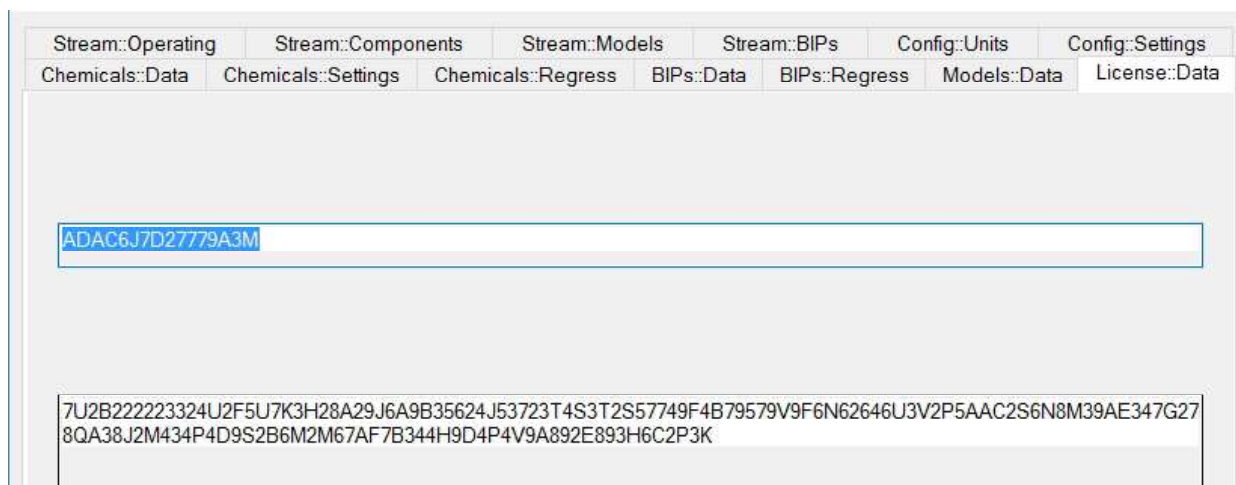 Stream::Operating Stream::Components Stream::Models Stream::BIPs Config::Units Config::Settings
Chemicals::Data Chemicals::Settings Chemicals::Regress BIPs::Data BIPs::Regress Models::Data License::Data
ADAC6J7D27779A3M
7U2B222223324U2F5U7K3H28A29J6A9B35624J53723T4S3T2S57749F4B79579V9F6N62646U3V2P5AAC2S6N8M39AE347G27
8QA38J2M434P4D9S2B6M2M67AF7B344H9D4P4V9A892E893H6C2P3K